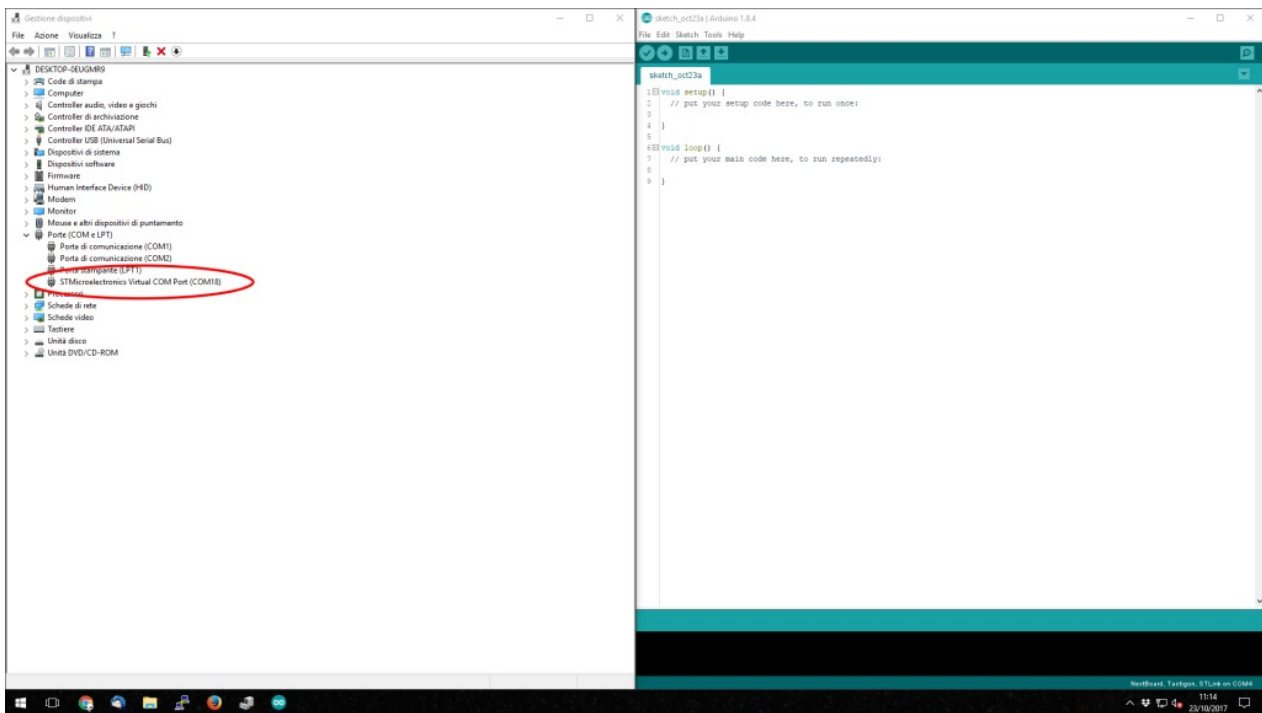 Gestione dispositivi
File Azione Visualizza ?
DESKTOP-0EUGMR9
Code di stampa
Computer
Controller audio, video e giochi
Controller di archiviazione
Controller IDE ATA/ATAPI
Controller USB (Universal Serial Bus)
Dispositivi di sistema
Dispositivi software
Firmware
Human Interface Device (HID)
Modem
Monitor
Mouse e altri dispositivi di puntamento
Porte (COM e LPT)
Porta di comunicazione (COM1)
Porta di comunicazione (COM2)
Porta stampante (LPT1)
STMicroelectronics Virtual COM Port (COM18)
Processori
Schede di rete
Schede video
Tastiere
Unità disco
Unità DVD/CD-ROM
sketch_oct23a | Arduino 1.8.4
File Edit Sketch Tools Help
sketch_oct23a
1 void setup() {
2 // put your setup code here, to run once:
3
4 }
5
6 void loop() {
7 // put your main code here, to run repeatedly:
8
9 }
NextBoard, Tactigon, STLink on COM4
11:14
23/10/2017